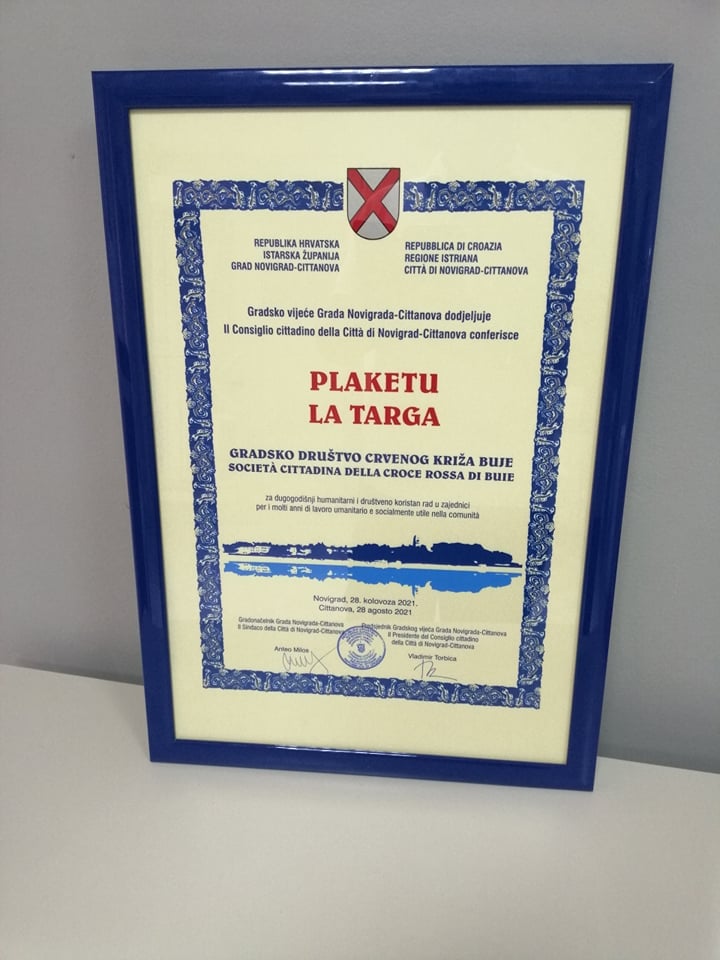 REPUBLIKA HRVATSKA
ISTARSKA ŽUPANIJA
GRAD NOVIGRAD-CITTANOVA
REPUBBLICA DI CROAZIA
REGIONE ISTRIANA
CITTÀ DI NOVIGRAD-CITTANOVA
Gradsko vijeće Grada Novigrada-Cittanova dodjeljuje
Il Consiglio cittadino della Città di Novigrad-Cittanova conferisce
PLAKETU
LA TARGA
GRADSKO DRUŠTVO CRVENOG KRIŽA BUJE
SOCIETÀ CITTADINA DELLA CROCE ROSSA DI BUIE
za dugogodišnji humanitarni i društveno koristan rad u zajednici
per i molti anni di lavoro umanitario e socialmente utile nella comunità
Novigrad, 28. kolovoza 2021.
Cittanova, 28 agosto 2021
Gradonačelnik Grada Novigrada-Cittanova
Il Sindaco della Città di Novigrad-Cittanova
Anteo Milos
Predsjednik Gradskog vijeća Grada Novigrada-Cittanova
Il Presidente del Consiglio cittadino
della Città di Novigrad-Cittanova
Vladimir Torbica